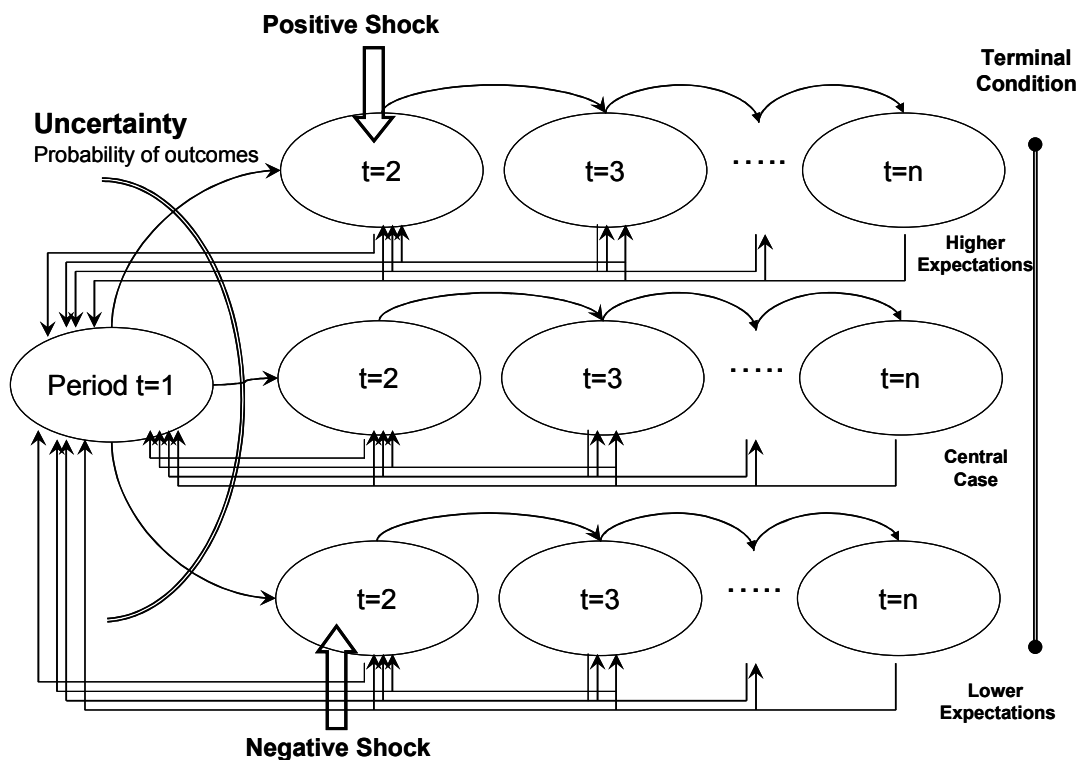 Positive Shock
Terminal
Condition
Uncertainty
Probability of outcomes
t=2
t=3
.....
t=n
Higher
Expectations
Period t=1
t=2
t=3
.....
t=n
Central
Case
t=2
t=3
.....
t=n
Lower
Expectations
Negative Shock